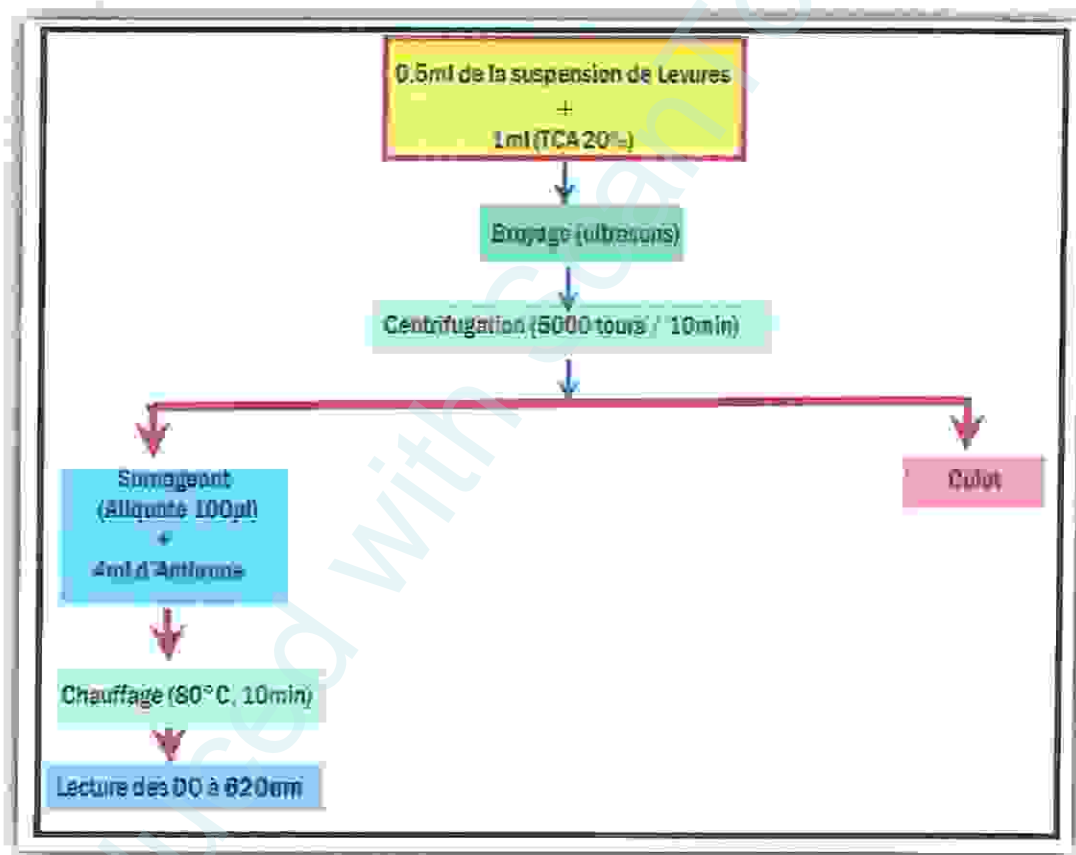 0.5ml de la suspension de Levures
+
1ml (TCA 20%)
Broyage (ultrasons)
Centrifugation (5000 tours / 10min)
Surnageant
(Aliquote 100µl)
+
4ml d'Anthrone
Culot
Chauffage (80°C, 10min)
Lecture des DO à 620nm